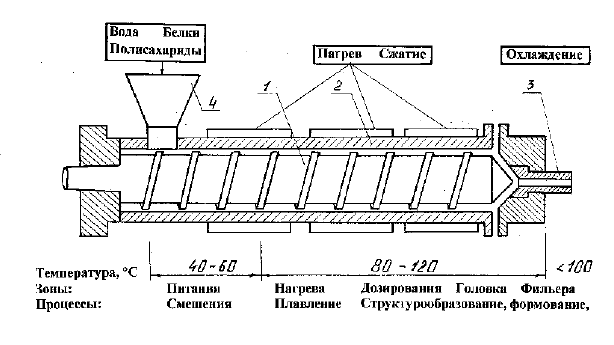 Вода Белки
Полисахариды
Нагрев Сжатие
Охлаждение
4
1
2
3
Температура, °C 40-60 80-120 <100
Зоны: Питания Нагрева Дозирования Головка Фильера
Процессы: Смешения Плавление Структурообразование, формование,